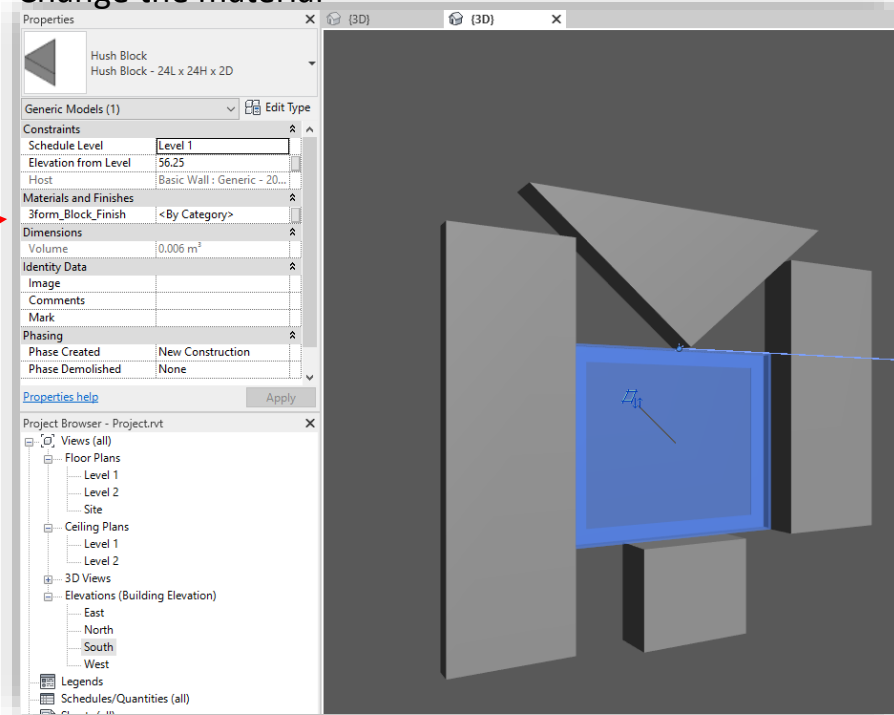 change the material
Properties
{3D}
{3D}
Hush Block
Hush Block - 24L x 24H x 2D
Generic Models (1)
Edit Type
Constraints
Schedule Level Level 1
Elevation from Level 56.25
Host Basic Wall : Generic - 20...
Materials and Finishes
3form_Block_Finish <By Category>
Dimensions
Volume 0.006 m³
Identity Data
Image
Comments
Mark
Phasing
Phase Created New Construction
Phase Demolished None
Properties help Apply
Project Browser - Project.rvt
Views (all)
Floor Plans
Level 1
Level 2
Site
Ceiling Plans
Level 1
Level 2
3D Views
Elevations (Building Elevation)
East
North
South
West
Legends
Schedules/Quantities (all)